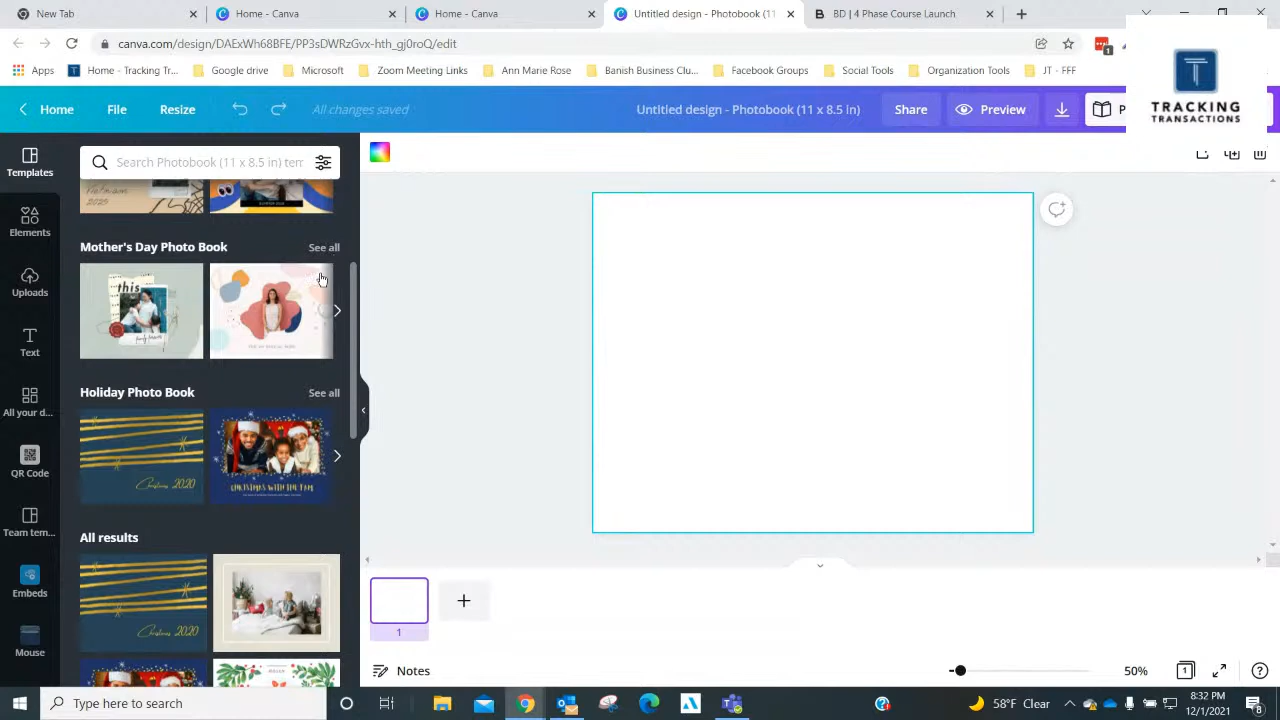 New Tab
Home - Canva
Home - Canva
Untitled design - Photobook (11
BD | 4 Phase Course Launch
canva.com/design/DAExWh68BFE/PP3sDWRzGvx-hth_gj0roQ/edit
1
Apps
Home - Tracking Tr...
Google drive
Microsoft
Zoom Meeting Links
Ann Marie Rose
Banish Business Clu...
Facebook Groups
Social Tools
Organization Tools
JT - FFF
T
TRACKING
TRANSACTIONS
Home
File
Resize
All changes saved
Untitled design - Photobook (11 x 8.5 in)
Share
Preview
P
Templates
Elements
Uploads
Text
All your d...
QR Code
Team tem...
Embeds
Mouse
Search Photobook (11 x 8.5 in) tem
2025
Mother's Day Photo Book
See all
this
Holiday Photo Book
See all
Christmas 2020
CHRISTMAS WITH THE FAM
All results
Christmas 2020
1
Notes
50%
1
Type here to search
58°F Clear
8:32 PM
12/1/2021
8